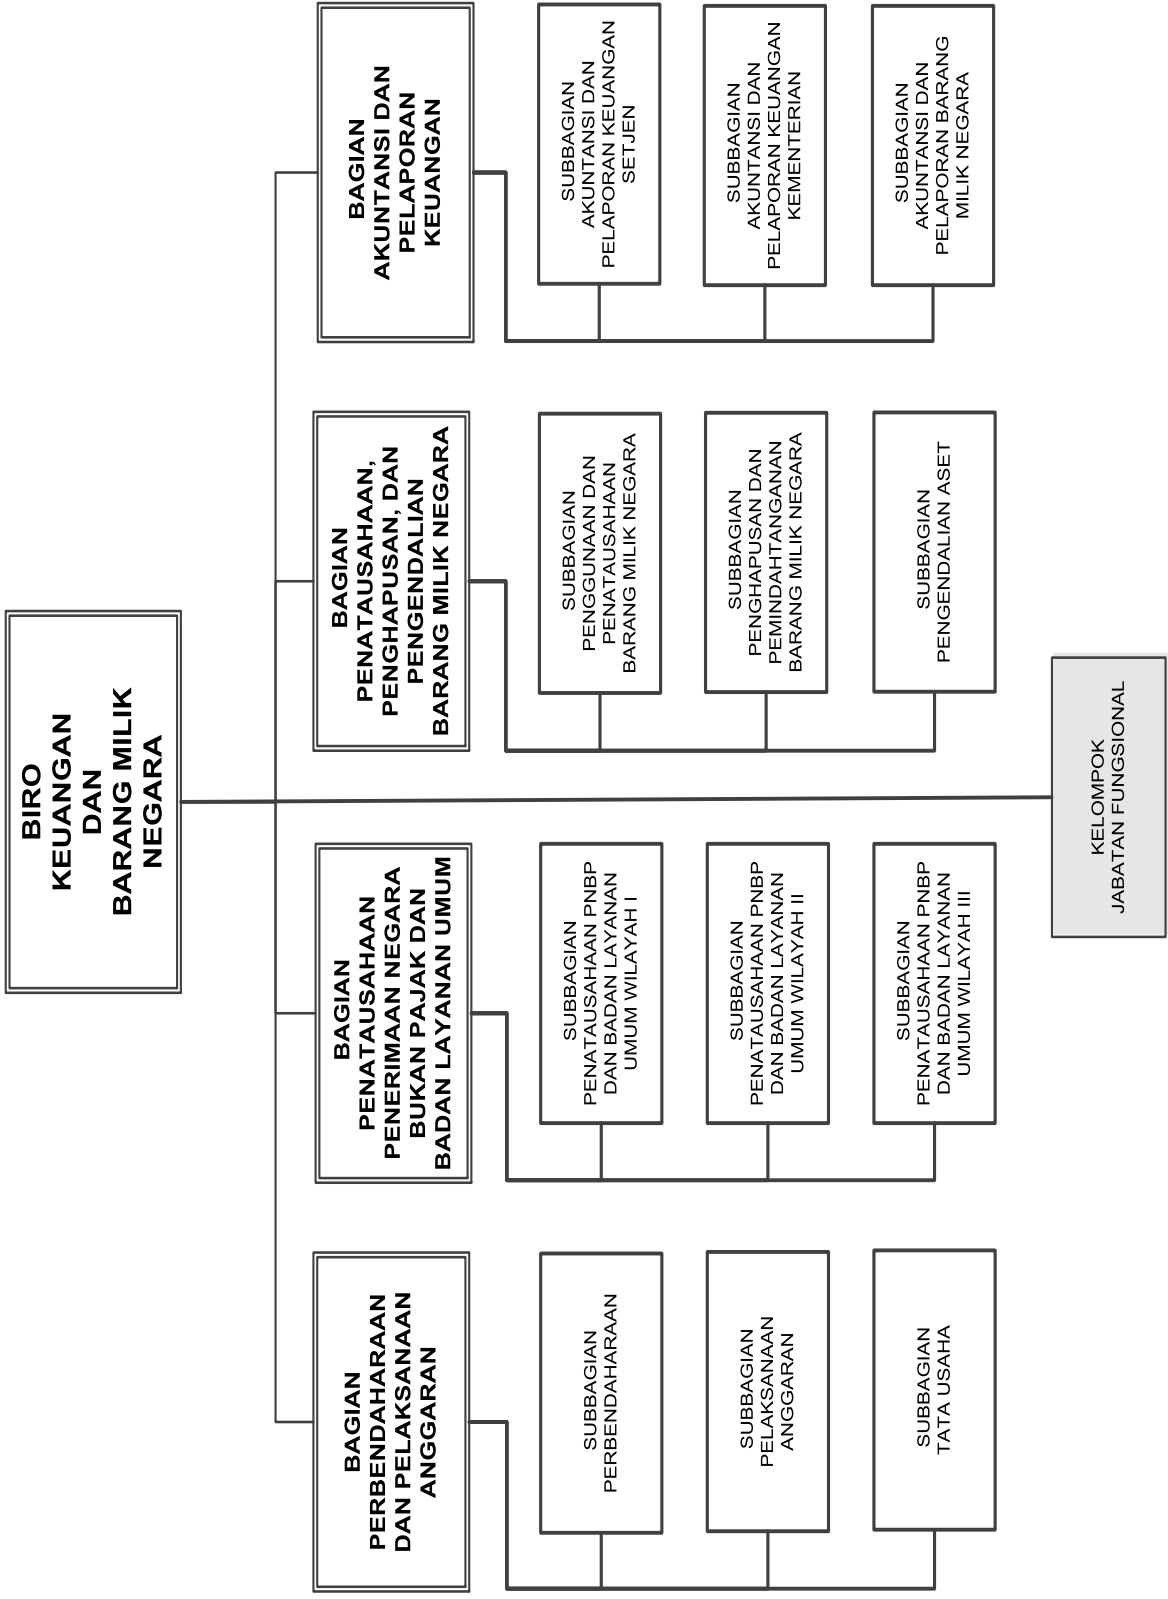 BIRO
KEUANGAN
DAN
BARANG MILIK
NEGARA
BAGIAN
PERBENDAHARAAN
DAN PELAKSANAAN
ANGGARAN
BAGIAN
PENATAUSAHAAN
PENERIMAAN NEGARA
BUKAN PAJAK DAN
BADAN LAYANAN UMUM
BAGIAN
PENATAUSAHAAN,
PENGHAPUSAN, DAN
PENGENDALIAN
BARANG MILIK NEGARA
BAGIAN
AKUNTANSI DAN
PELAPORAN
KEUANGAN
SUBBAGIAN
PERBENDAHARAAN
SUBBAGIAN
PENATAUSAHAAN PNBP
DAN BADAN LAYANAN
UMUM WILAYAH I
SUBBAGIAN
PENGGUNAAN DAN
PENATAUSAHAAN
BARANG MILIK NEGARA
SUBBAGIAN
AKUNTANSI DAN
PELAPORAN KEUANGAN
SETJEN
SUBBAGIAN
PELAKSANAAN
ANGGARAN
SUBBAGIAN
PENATAUSAHAAN PNBP
DAN BADAN LAYANAN
UMUM WILAYAH II
SUBBAGIAN
PENGHAPUSAN DAN
PEMINDAHTANGANAN
BARANG MILIK NEGARA
SUBBAGIAN
AKUNTANSI DAN
PELAPORAN KEUANGAN
KEMENTERIAN
SUBBAGIAN
TATA USAHA
SUBBAGIAN
PENATAUSAHAAN PNBP
DAN BADAN LAYANAN
UMUM WILAYAH III
SUBBAGIAN
PENGENDALIAN ASET
SUBBAGIAN
AKUNTANSI DAN
PELAPORAN BARANG
MILIK NEGARA
KELOMPOK
JABATAN FUNGSIONAL